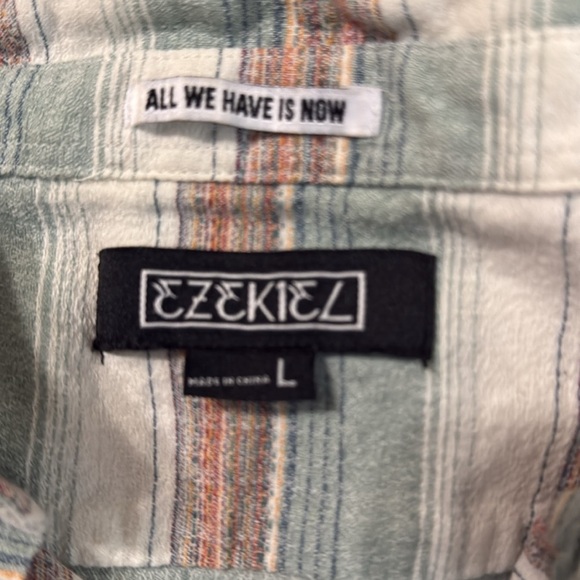 ALL WE HAVE IS NOW
EZEKIEL
MADE IN CHINA L